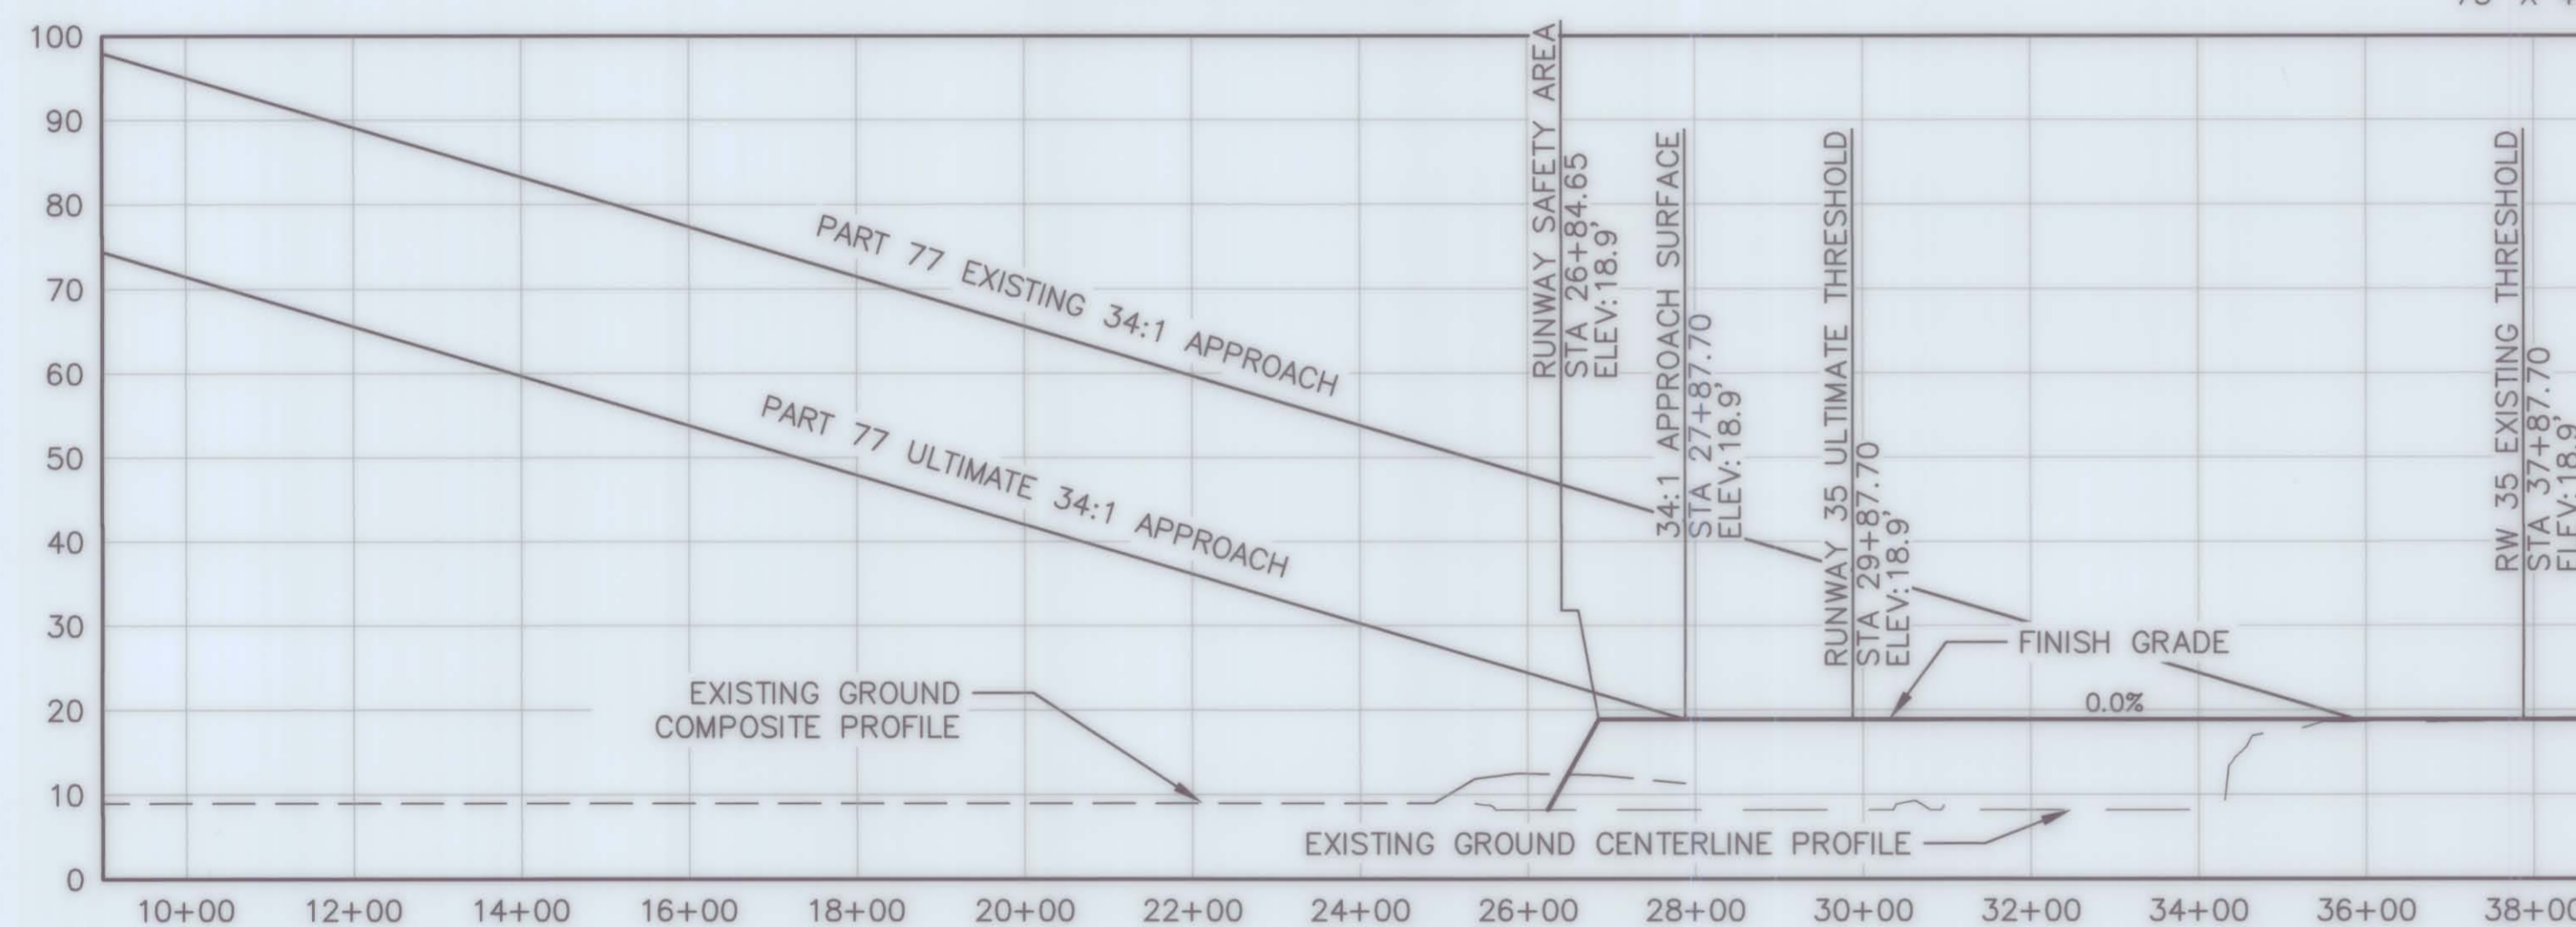 100
90
80
70
60
50
40
30
20
10
0
PART 77 EXISTING 34:1 APPROACH
PART 77 ULTIMATE 34:1 APPROACH
RUNWAY SAFETY AREA
STA 26+84.65
ELEV:18.9'
34:1 APPROACH SURFACE
STA 27+87.70
ELEV:18.9'
RUNWAY 35 ULTIMATE THRESHOLD
STA 29+87.70
ELEV:18.9'
RW 35 EXISTING THRESHOLD
STA 37+87.70
ELEV:18.9'
FINISH GRADE
0.0%
EXISTING GROUND
COMPOSITE PROFILE
EXISTING GROUND CENTERLINE PROFILE
10+00 12+00 14+00 16+00 18+00 20+00 22+00 24+00 26+00 28+00 30+00 32+00 34+00 36+00 38+00